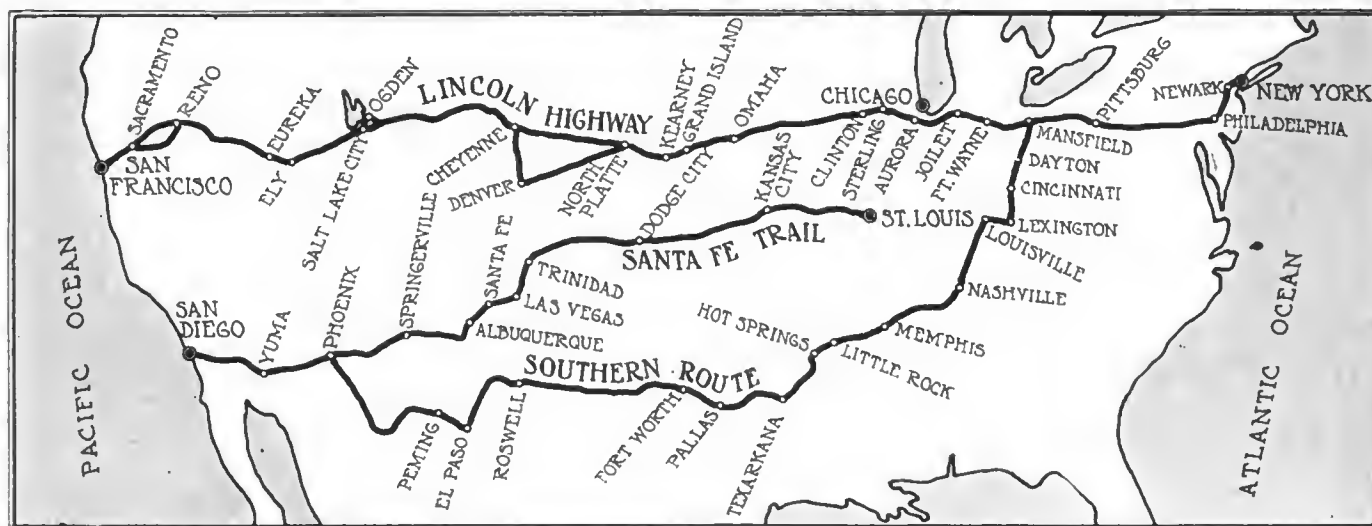 SACRAMENTO
RENO
EUREKA
OGDEN
LINCOLN HIGHWAY
KEARNEY
GRAND ISLAND
OMAHA
CHICAGO
PITTSBURG
NEWARK
NEW YORK
PHILADELPHIA
SAN
FRANCISCO
ELY
SALT LAKE CITY
CHEYENNE
DENVER
NORTH
PLATTE
DODGE CITY
KANSAS
CITY
CLINTON
STERLING
AURORA
JOILET
FT. WAYNE
MANSFIELD
DAYTON
CINCINNATI
LEXINGTON
LOUISVILLE
ST. LOUIS
SANTA FE TRAIL
PACIFIC OCEAN
SAN
DIEGO
YUMA
PHOENIX
SPRINGERVILLE
SANTA FE
TRINIDAD
LAS VEGAS
ALBUQUERQUE
HOT SPRINGS
NASHVILLE
MEMPHIS
LITTLE ROCK
SOUTHERN ROUTE
PEMING
EL PASO
ROSWELL
FORT WORTH
PALLAS
TEXARKANA
ATLANTIC OCEAN